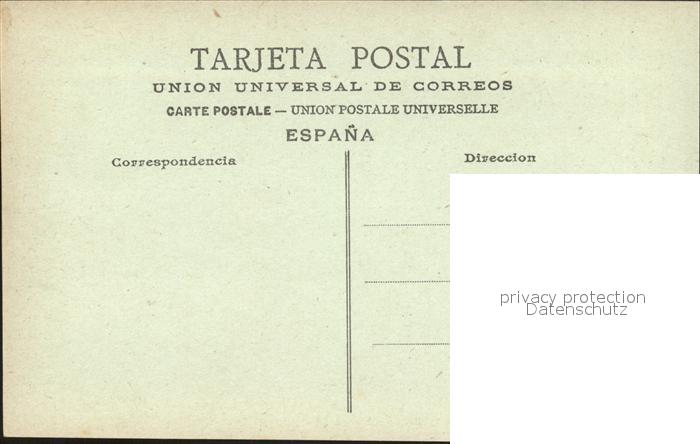 TARJETA POSTAL
UNION UNIVERSAL DE CORREOS
CARTE POSTALE — UNION POSTALE UNIVERSELLE
ESPAÑA
Correspondencia
Direccion
privacy protection
Datenschutz